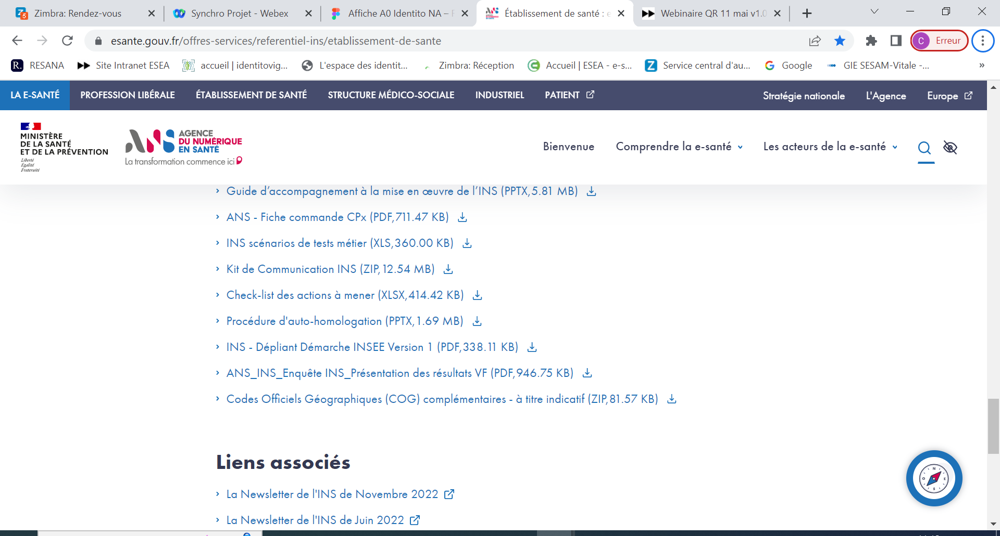 Zimbra: Rendez-vous
Synchro Projet - Webex
Affiche A0 Identito NA –
Établissement de santé :
Webinaire QR 11 mai v1.0
esante.gouv.fr/offres-services/referentiel-ins/etablissement-de-sante
C Erreur
R. RESANA
Site Intranet ESEA
accueil | identitovig...
L'espace des identit...
Zimbra: Réception
Accueil | ESEA - e-s...
Z Service central d'au...
Google
GIE SESAM-Vitale -...
»
LA E-SANTÉ
PROFESSION LIBÉRALE
ÉTABLISSEMENT DE SANTÉ
STRUCTURE MÉDICO-SOCIALE
INDUSTRIEL
PATIENT
Stratégie nationale
L'Agence
Europe
MINISTÈRE
DE LA SANTÉ
ET DE LA PRÉVENTION
Liberté
Égalité
Fraternité
ANS
AGENCE
DU NUMÉRIQUE
EN SANTÉ
La transformation commence ici
Bienvenue
Comprendre la e-santé
Les acteurs de la e-santé
Guide d’accompagnement à la mise en œuvre de l’INS (PPTX,5.81 MB)
ANS - Fiche commande CPx (PDF,711.47 KB)
INS scénarios de tests métier (XLS,360.00 KB)
Kit de Communication INS (ZIP,12.54 MB)
Check-list des actions à mener (XLSX,414.42 KB)
Procédure d'auto-homologation (PPTX,1.69 MB)
INS - Dépliant Démarche INSEE Version 1 (PDF,338.11 KB)
ANS_INS_Enquête INS_Présentation des résultats VF (PDF,946.75 KB)
Codes Officiels Géographiques (COG) complémentaires - à titre indicatif (ZIP,81.57 KB)
Liens associés
La Newsletter de l'INS de Novembre 2022
La Newsletter de l'INS de Juin 2022
N
O E
S